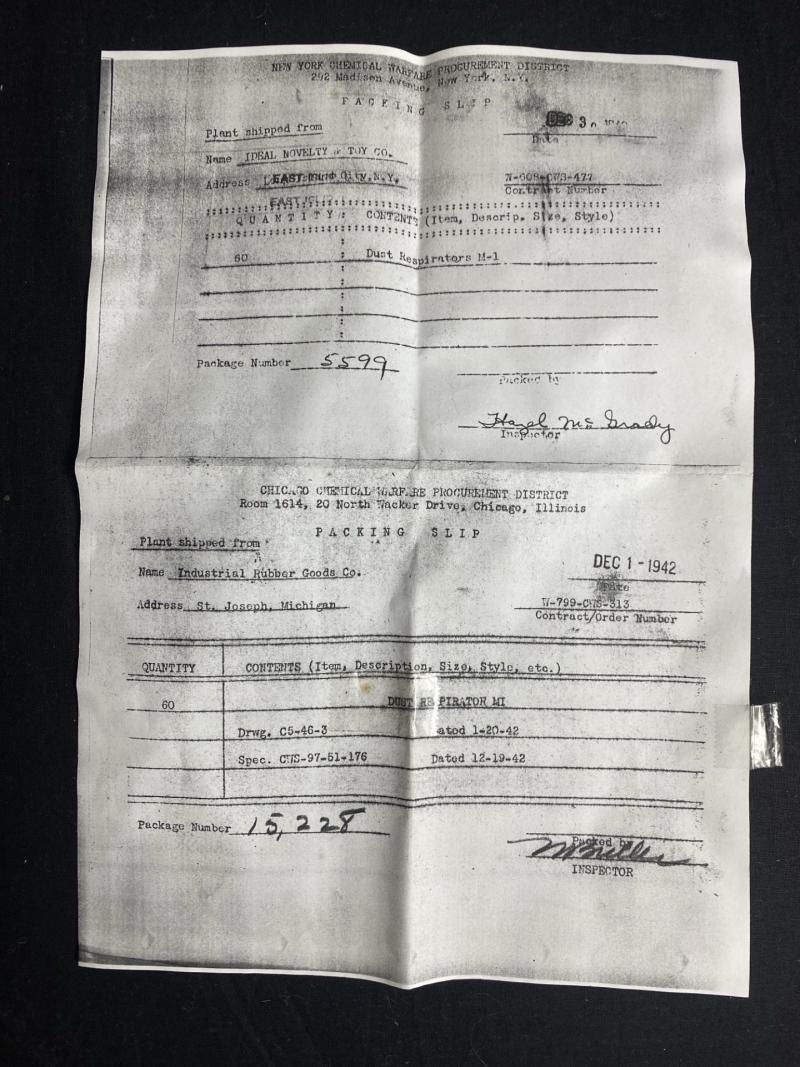 NEW YORK CHEMICAL WARFARE PROCUREMENT DISTRICT
292 Madison Avenue, New York, N.Y.
PACKING SLIP
Plant shipped from
DEC 3
Date
Name IDEAL NOVELTY & TOY CO.
Address City, N.Y.
-CWS-477
Contract Number
QUANTITY : CONTENTS (Item, Descrip. Size, Style)
60 : Dust Respirators M-1
Package Number 5599
Packed by
Hazel McGrady
Inspector
CHICAGO CHEMICAL WARFARE PROCUREMENT DISTRICT
Room 1614, 20 North Wacker Drive, Chicago, Illinois
PACKING SLIP
Plant shipped from
DEC 1 - 1942
Date
Name Industrial Rubber Goods Co.
Address St. Joseph, Michigan
W-799-CWS-313
Contract/Order Number
QUANTITY CONTENTS (Item, Description, Size, Style, etc.)
60 DUST RESPIRATOR MI
Drwg. C5-46-3 ated 1-20-42
Spec. CWS-97-51-176 Dated 12-19-42
Package Number 15,228
Packed by
INSPECTOR